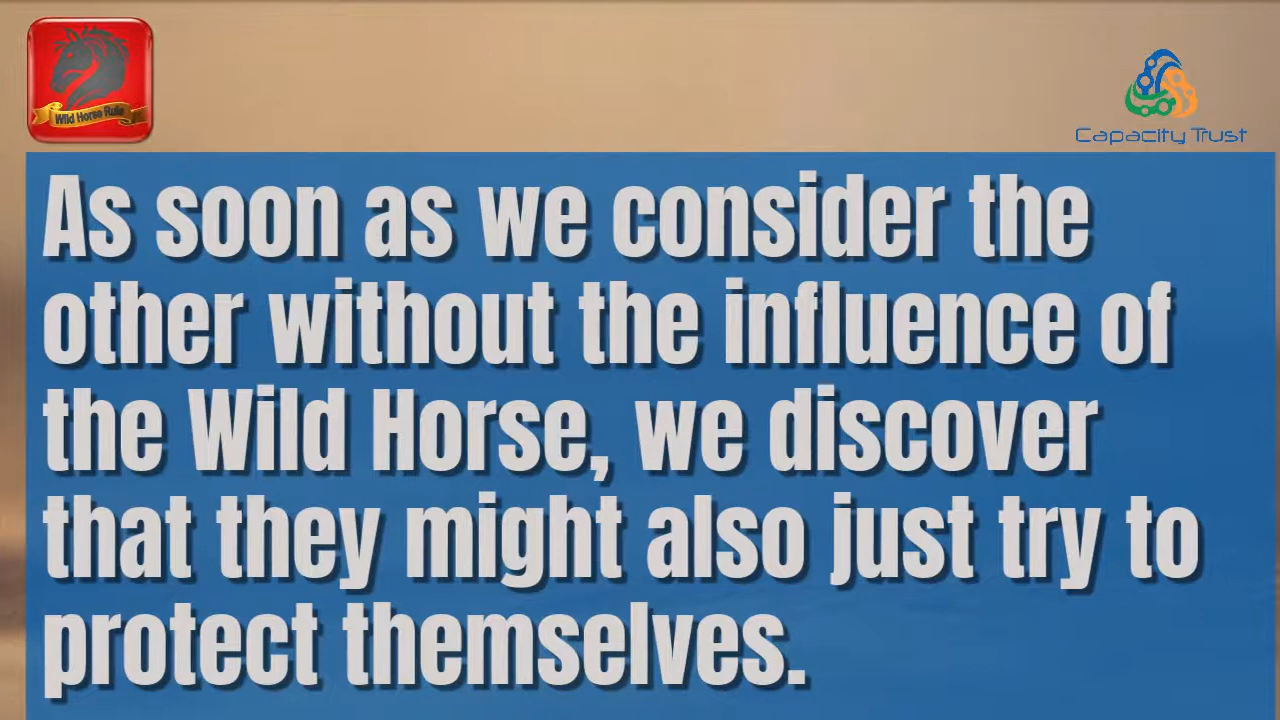 Wild Horse Rule
Capacity Trust
As soon as we consider the
other without the influence of
the Wild Horse, we discover
that they might also just try to
protect themselves.